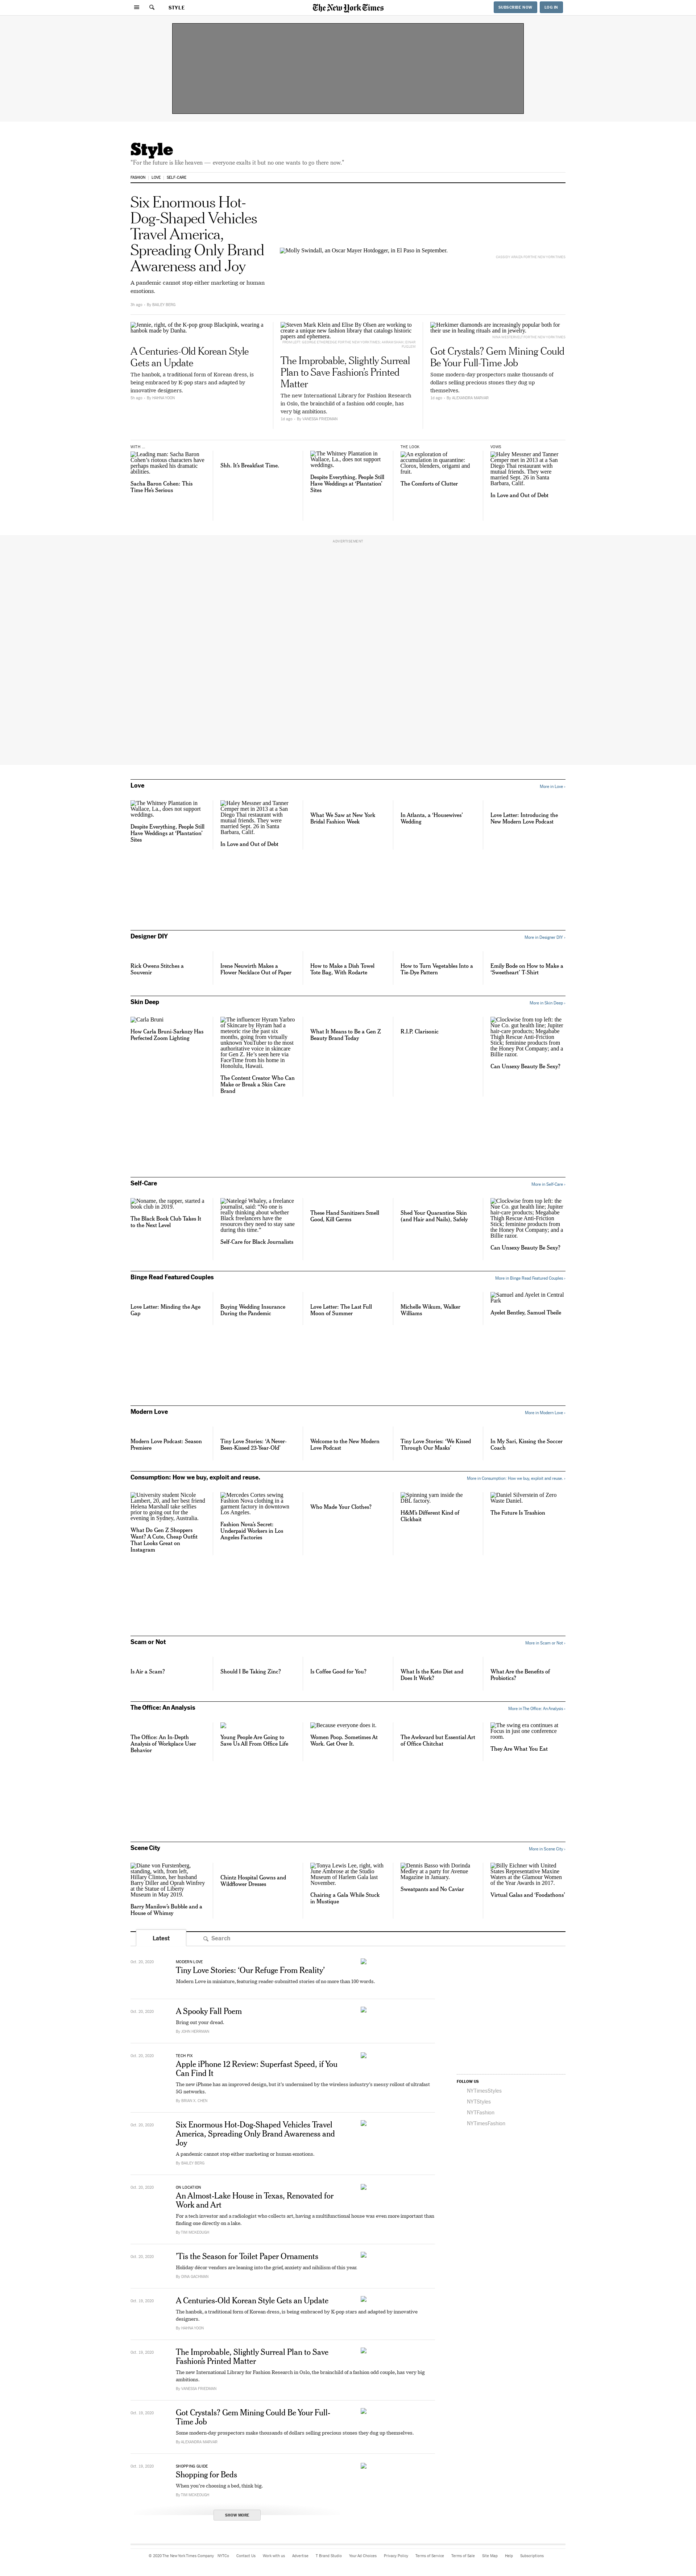 STYLE
The New York Times
SUBSCRIBE NOW
LOG IN
Style
"For the future is like heaven — everyone exalts it but no one wants to go there now."
FASHION
LOVE
SELF-CARE
Six Enormous Hot-
Dog-Shaped Vehicles
Travel America,
Spreading Only Brand
Awareness and Joy
A pandemic cannot stop either marketing or human
emotions.
By BAILEY BERG
Molly Swindall, an Oscar Mayer Hotdogger, in El Paso in September.
Jennie, right, of the K-pop group Blackpink, wearing a
hanbok made by Danha.
A Centuries-Old Korean Style
Gets an Update
The hanbok, a traditional form of Korean dress, is
being embraced by K-pop stars and adapted by
innovative designers.
Steven Mark Klein and Elise By Olsen are working to
create a unique new fashion library that catalogs historic
papers and ephemera.
The Improbable, Slightly Surreal
Plan to Save Fashion's Printed
Matter
The new International Library for Fashion Research
in Oslo, the brainchild of a fashion odd couple, has
very big ambitions.
By VANESSA FRIEDMAN
Herkimer diamonds are increasingly popular both for
their use in healing rituals and in jewelry.
Got Crystals? Gem Mining Could
Be Your Full-Time Job
Some modern-day prospectors make thousands of
dollars selling precious stones they dug up
themselves.
By ALEXANDRA MARVAR
WITH ...
Leading man: Sacha Baron
Cohen's riotous characters have
perhaps masked his dramatic
abilities.
Sacha Baron Cohen: This
Time He's Serious
Shh. It's Breakfast Time.
The Whitney Plantation in
Wallace, La., does not support
weddings.
Despite Everything, People Still
Have Weddings at 'Plantation'
Sites
THE LOOK
An exploration of
accumulation in quarantine:
Clorox, blenders, origami and
fruit.
The Comforts of Clutter
VOWS
Haley Messner and Tanner
Camper met in 2013 at a San
Diego Thai restaurant with
mutual friends. They were
married Sept. 26 in Santa
Barbara, Calif.
In Love and Out of Debt
ADVERTISEMENT
Love
More in Love ›
The Whitney Plantation in
Wallace, La., does not support
weddings.
Despite Everything, People Still
Have Weddings at 'Plantation'
Sites
Haley Messner and Tanner
Camper met in 2013 at a San
Diego Thai restaurant with
mutual friends. They were
married Sept. 26 in Santa
Barbara, Calif.
In Love and Out of Debt
What We Saw at New York
Bridal Fashion Week
In Atlanta, a 'Housewives'
Wedding
Love Letter: Introducing the
New Modern Love Podcast
Designer DIY
More in Designer DIY ›
Rick Owens Stitches a
Souvenir
Irene Neuwirth Makes a
Flower Necklace Out of Paper
How to Make a Dish Towel
Tote Bag, With Rodarte
How to Turn Vegetables Into a
Tie-Dye Pattern
Emily Bode on How to Make a
'Sweetheart' T-Shirt
Skin Deep
More in Skin Deep ›
Carla Bruni
How Carla Bruni-Sarkozy Has
Perfected Zoom Lighting
The influencer Hyram Yarbro
of Skincare by Hyram had a
meteoric rise the past six
months, going from virtually
unknown YouTuber to the most
authoritative voice in skincare
for Gen Z. He's seen here via
FaceTime from his home in
Honolulu, Hawaii.
The Content Creator Who Can
Make or Break a Skin Care
Brand
What It Means to Be a Gen Z
Beauty Brand Today
R.I.P. Clarisonic
Clockwise from top left: the
Nue Co. gut health line; Jupiter
hair-care products; Megababe
Thigh Rescue Anti-Friction
Stick; feminine products from
the Honey Pot Company; and a
Billie razor.
Can Unsexy Beauty Be Sexy?
Self-Care
More in Self-Care ›
Noname, the rapper, started a
book club in 2019.
The Black Book Club Takes It
to the Next Level
Natelegé Whaley, a freelance
journalist, said: "No one is
really thinking about whether
Black freelancers have the
resources they need to stay sane
during this time."
Self-Care for Black Journalists
These Hand Sanitizers Smell
Good, Kill Germs
Shed Your Quarantine Skin
(and Hair and Nails), Safely
Clockwise from top left: the
Nue Co. gut health line; Jupiter
hair-care products; Megababe
Thigh Rescue Anti-Friction
Stick; feminine products from
the Honey Pot Company; and a
Billie razor.
Can Unsexy Beauty Be Sexy?
Binge Read Featured Couples
More in Binge Read Featured Couples ›
Love Letter: Minding the Age
Gap
Buying Wedding Insurance
During the Pandemic
Love Letter: The Last Full
Moon of Summer
Michelle Wikum, Walker
Williams
Samuel and Ayelet in Central
Park
Ayelet Bentley, Samuel Theile
Modern Love
More in Modern Love ›
Modern Love Podcast: Season
Premiere
Tiny Love Stories: 'A Never-
Been-Kissed 23-Year-Old'
Welcome to the New Modern
Love Podcast
Tiny Love Stories: 'We Kissed
Through Our Masks'
In My Sari, Kissing the Soccer
Coach
Consumption: How we buy, exploit and reuse.
More in Consumption: How we buy, exploit and reuse. ›
University student Nicole
Lambert, 20, and her best friend
Helena Marshall take selfies
prior to going out for the
evening in Sydney, Australia.
What Do Gen Z Shoppers
Want? A Cute, Cheap Outfit
That Looks Great on
Instagram
Mercedes Cortes sewing
Fashion Nova clothing in a
garment factory in downtown
Los Angeles.
Fashion Nova's Secret:
Underpaid Workers in Los
Angeles Factories
Who Made Your Clothes?
Spinning yarn inside the
DBL factory.
H&M's Different Kind of
Clickbait
Daniel Silverstein of Zero
Waste Daniel.
The Future Is Trashion
Scam or Not
More in Scam or Not ›
Is Air a Scam?
Should I Be Taking Zinc?
Is Coffee Good for You?
What Is the Keto Diet and
Does It Work?
What Are the Benefits of
Probiotics?
The Office: An Analysis
More in The Office: An Analysis ›
The Office: An In-Depth
Analysis of Workplace User
Behavior
Young People Are Going to
Save Us All From Office Life
Because everyone does it.
Women Poop. Sometimes At
Work. Get Over It.
The Awkward but Essential Art
of Office Chitchat
The swing era continues at
Focus in just one conference
room.
They Are What You Eat
Scene City
More in Scene City ›
Diane von Furstenberg,
standing, with, from left,
Hillary Clinton, her husband
Barry Diller and Oprah Winfrey
at the Statue of Liberty
Museum in May 2019.
Barry Manilow's Bubble and a
House of Whimsy
Chintz Hospital Gowns and
Wildflower Dresses
Tonya Lewis Lee, right, with
June Ambrose at the Studio
Museum of Harlem Gala last
November.
Chairing a Gala While Stuck
in Mustique
Dennis Basso with Dorinda
Medley at a party for Avenue
Magazine in January.
Sweatpants and No Caviar
Billy Eichner with United
States Representative Maxine
Waters at the Glamour Women
of the Year Awards in 2017.
Virtual Galas and 'Foodathons'
Latest
Search
Oct. 20, 2020
MODERN LOVE
Tiny Love Stories: 'Our Refuge From Reality'
Modern Love in miniature, featuring reader-submitted stories of no more than 100 words.
Oct. 20, 2020
A Spooky Fall Poem
Bring out your dread.
By JOHN HERRMAN
Oct. 20, 2020
TECH FIX
Apple iPhone 12 Review: Superfast Speed, if You
Can Find It
The new iPhone has an improved design, but it's undermined by the wireless industry's messy rollout of ultrafast
5G networks.
By BRIAN X. CHEN
Oct. 20, 2020
Six Enormous Hot-Dog-Shaped Vehicles Travel
America, Spreading Only Brand Awareness and
Joy
A pandemic cannot stop either marketing or human emotions.
By BAILEY BERG
Oct. 20, 2020
ON LOCATION
An Almost-Lake House in Texas, Renovated for
Work and Art
For a tech investor and a radiologist who collects art, having a multifunctional house was even more important than
finding one directly on a lake.
By TIM MCKEOUGH
Oct. 20, 2020
'Tis the Season for Toilet Paper Ornaments
Holiday décor vendors are leaning into the grief, anxiety and nihilism of this year.
Oct. 19, 2020
A Centuries-Old Korean Style Gets an Update
The hanbok, a traditional form of Korean dress, is being embraced by K-pop stars and adapted by innovative
designers.
Oct. 19, 2020
The Improbable, Slightly Surreal Plan to Save
Fashion's Printed Matter
The new International Library for Fashion Research in Oslo, the brainchild of a fashion odd couple, has very big
ambitions.
By VANESSA FRIEDMAN
Oct. 19, 2020
Got Crystals? Gem Mining Could Be Your Full-
Time Job
Some modern-day prospectors make thousands of dollars selling precious stones they dug up themselves.
By ALEXANDRA MARVAR
Oct. 19, 2020
SHOPPING GUIDE
Shopping for Beds
When you're choosing a bed, think big.
By TIM MCKEOUGH
SHOW MORE
FOLLOW US
NYTimesStyles
NYTStyles
NYTFashion
NYTimesFashion
© 2020 The New York Times Company
NYTCo
Contact Us
Work with us
Advertise
T Brand Studio
Your Ad Choices
Privacy Policy
Terms of Service
Terms of Sale
Site Map
Help
Subscriptions